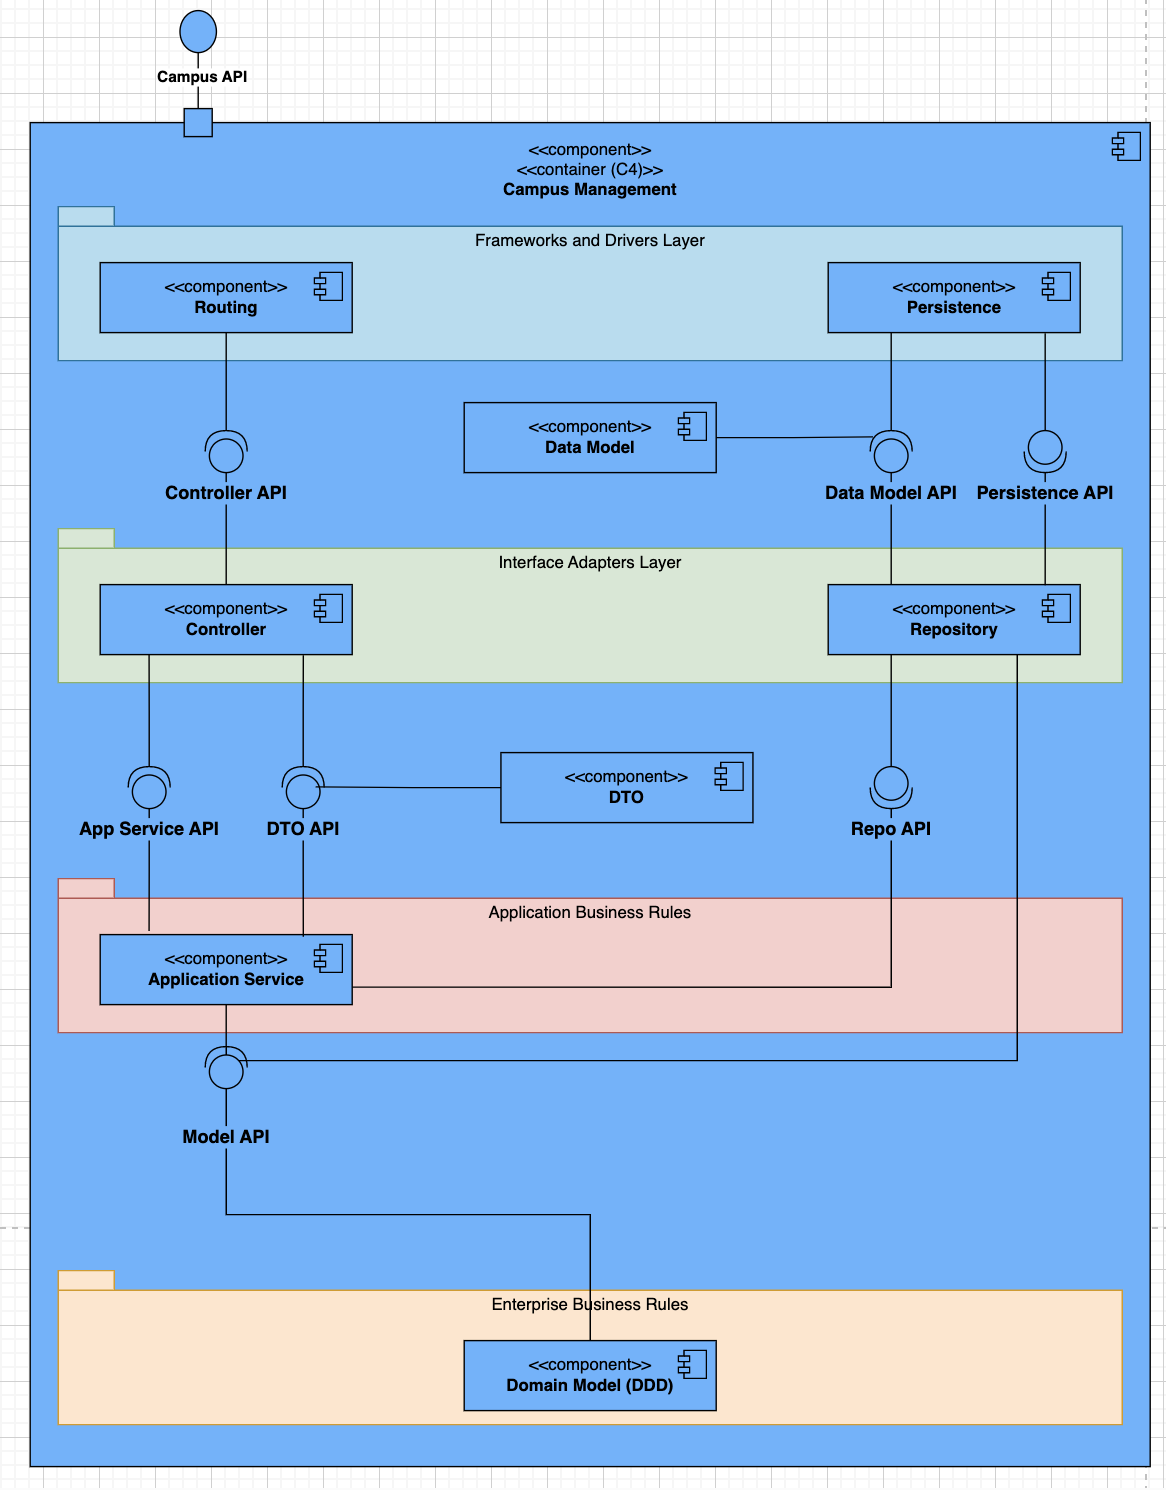 Campus API
<<component>>
<<container (C4)>>
Campus Management
Frameworks and Drivers Layer
<<component>>
Routing
<<component>>
Persistence
<<component>>
Data Model
Controller API
Data Model API
Persistence API
Interface Adapters Layer
<<component>>
Controller
<<component>>
Repository
<<component>>
DTO
App Service API
DTO API
Repo API
Application Business Rules
<<component>>
Application Service
Model API
Enterprise Business Rules
<<component>>
Domain Model (DDD)